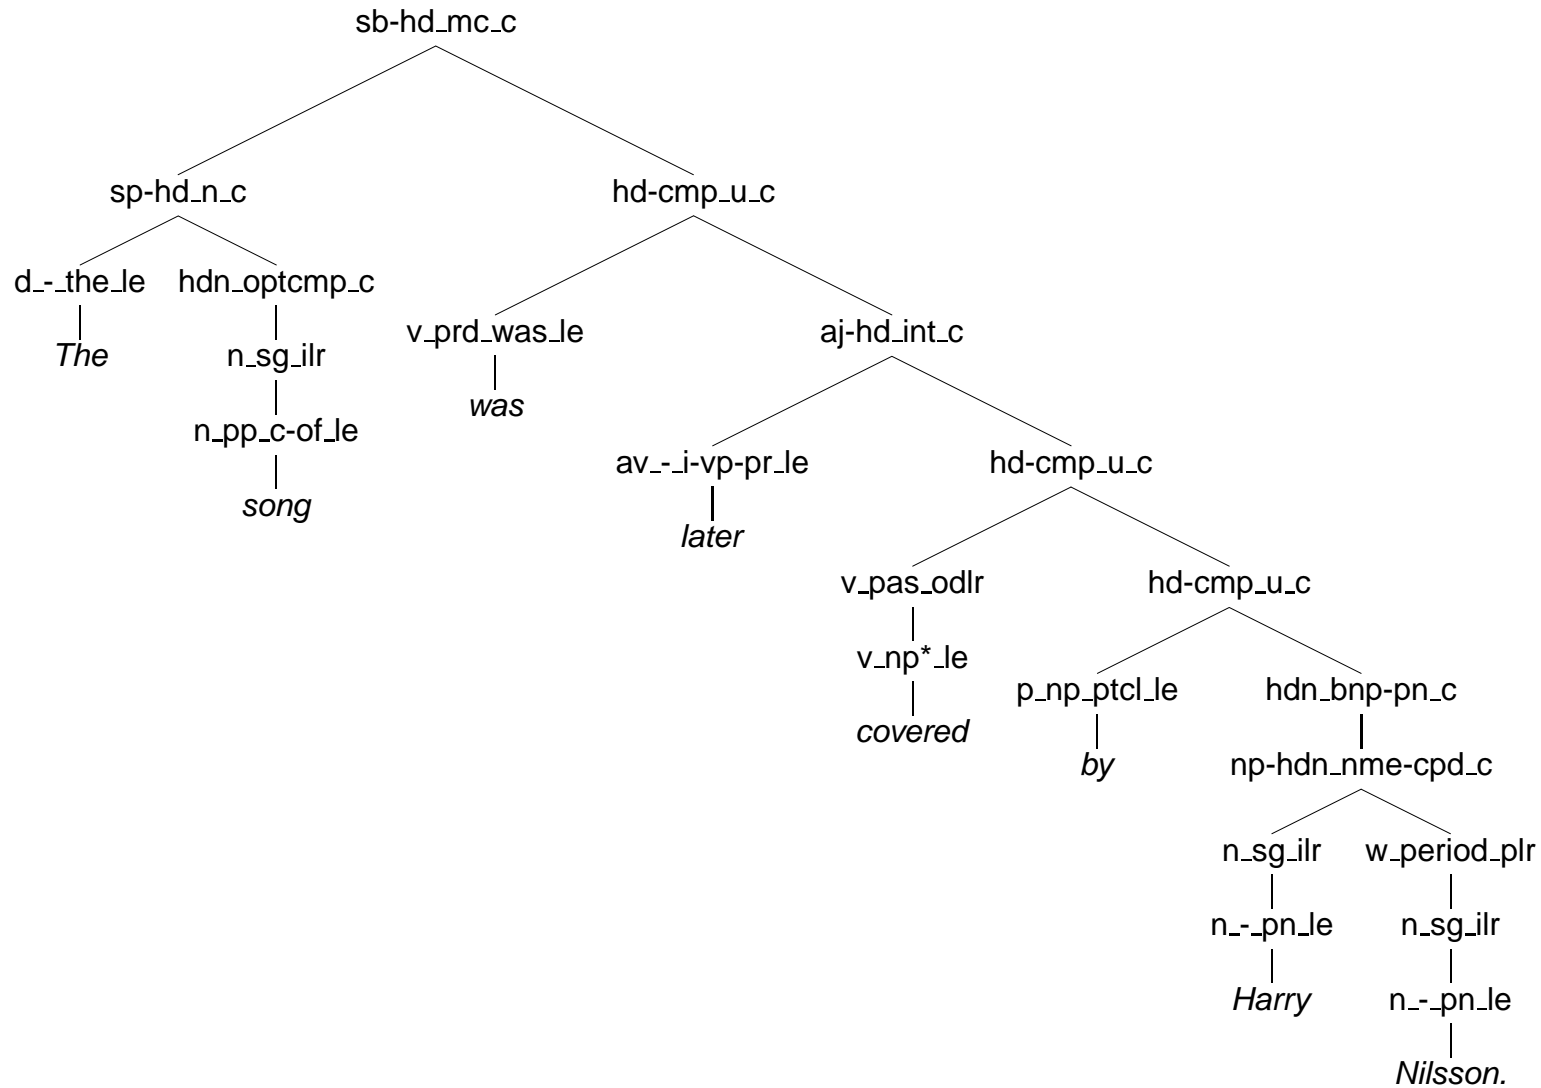 sb-hd_mc_c
sp-hd_n_c hd-cmp_u_c
d_-_the_le hdn_optcmp_c
v_prd_was_le aj-hd_int_c
The n_sg_ilr
was
n_pp_c-of_le
av_-_i-vp-pr_le hd-cmp_u_c
song
later
v_pas_odlr hd-cmp_u_c
v_np*_le
p_np_ptcl_le hdn_bnp-pn_c
covered
by np-hdn_nme-cpd_c
n_sg_ilr w_period_plr
n_-_pn_le n_sg_ilr
Harry n_-_pn_le
Nilsson.